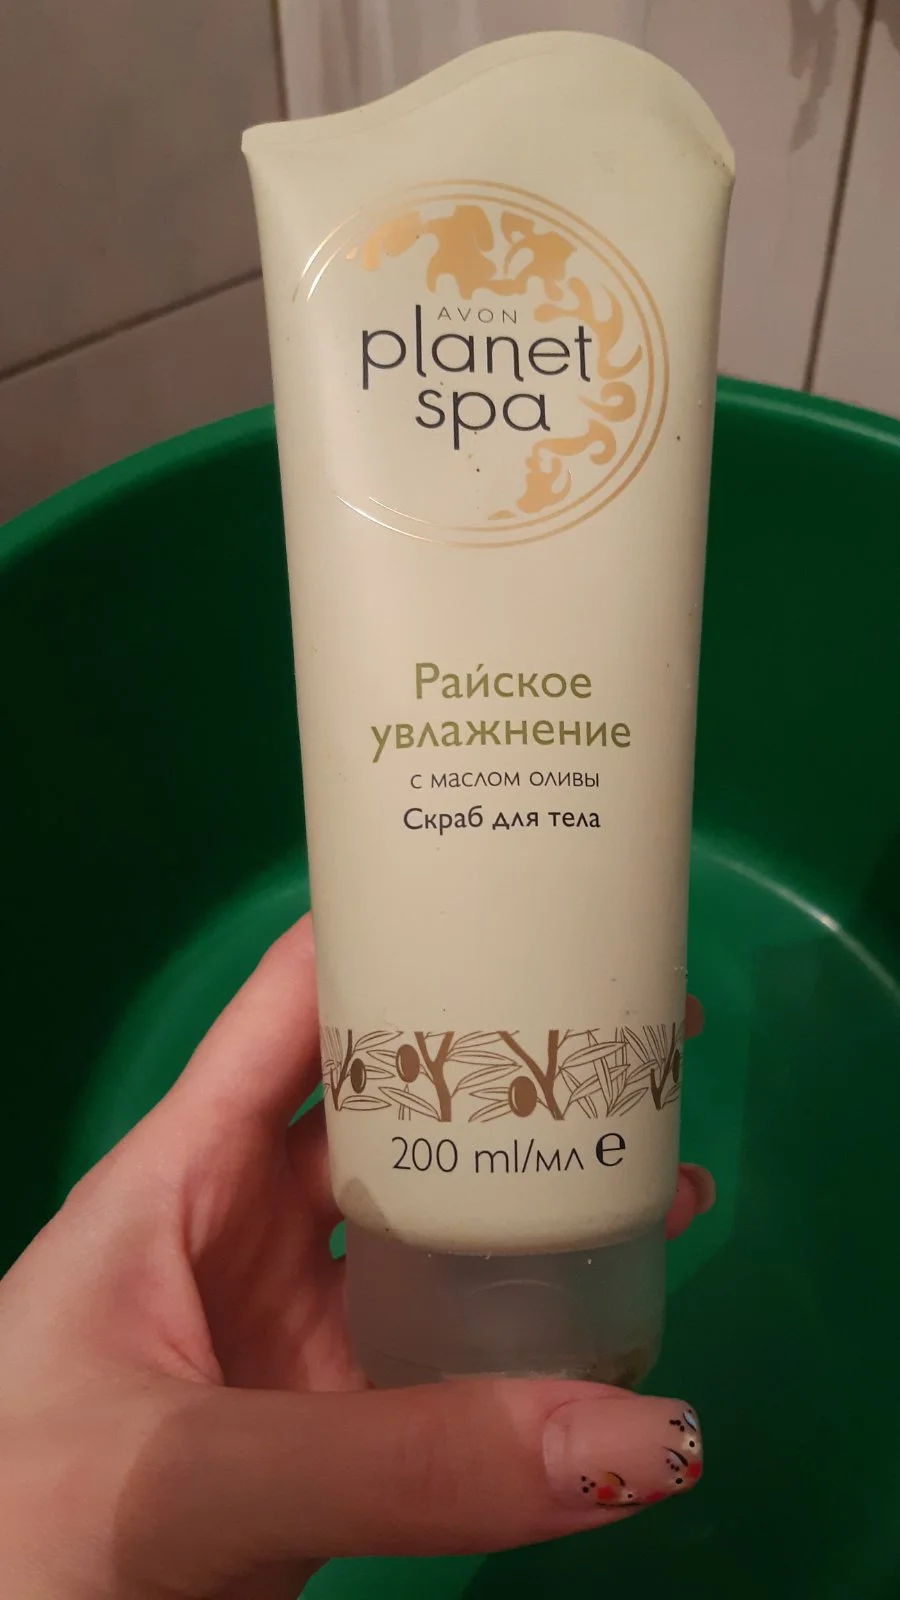 AVON
planet
spa
Райское
увлажнение
с маслом оливы
Скраб для тела
200 ml/мл e